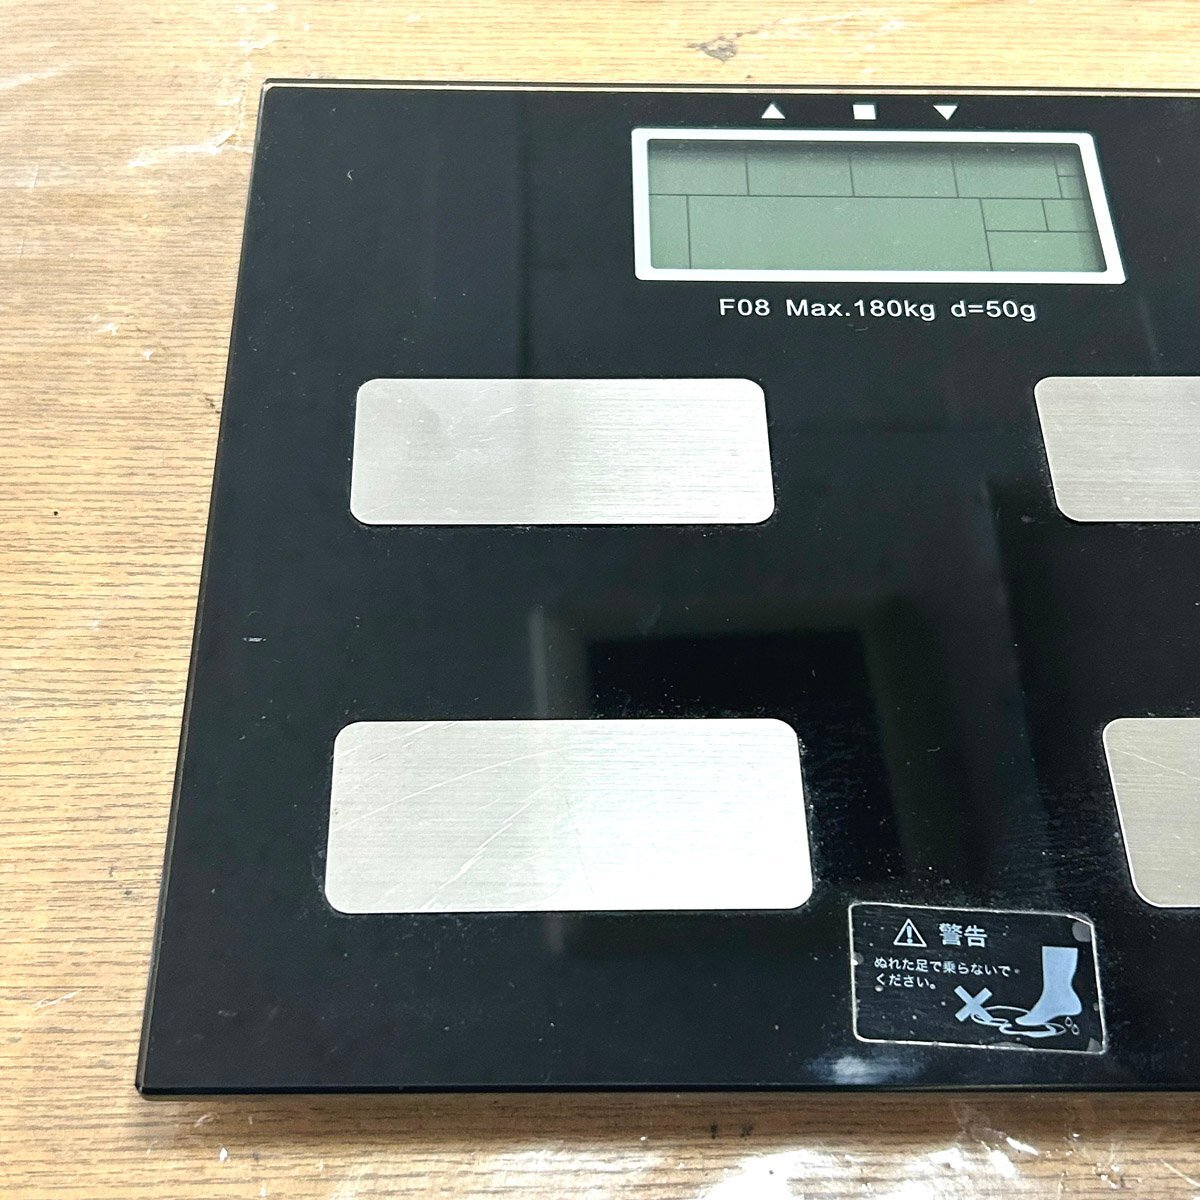 ▲ ■ ▼
F08 Max.180kg d=50g
警告
ぬれた足で乗らないで
ください。